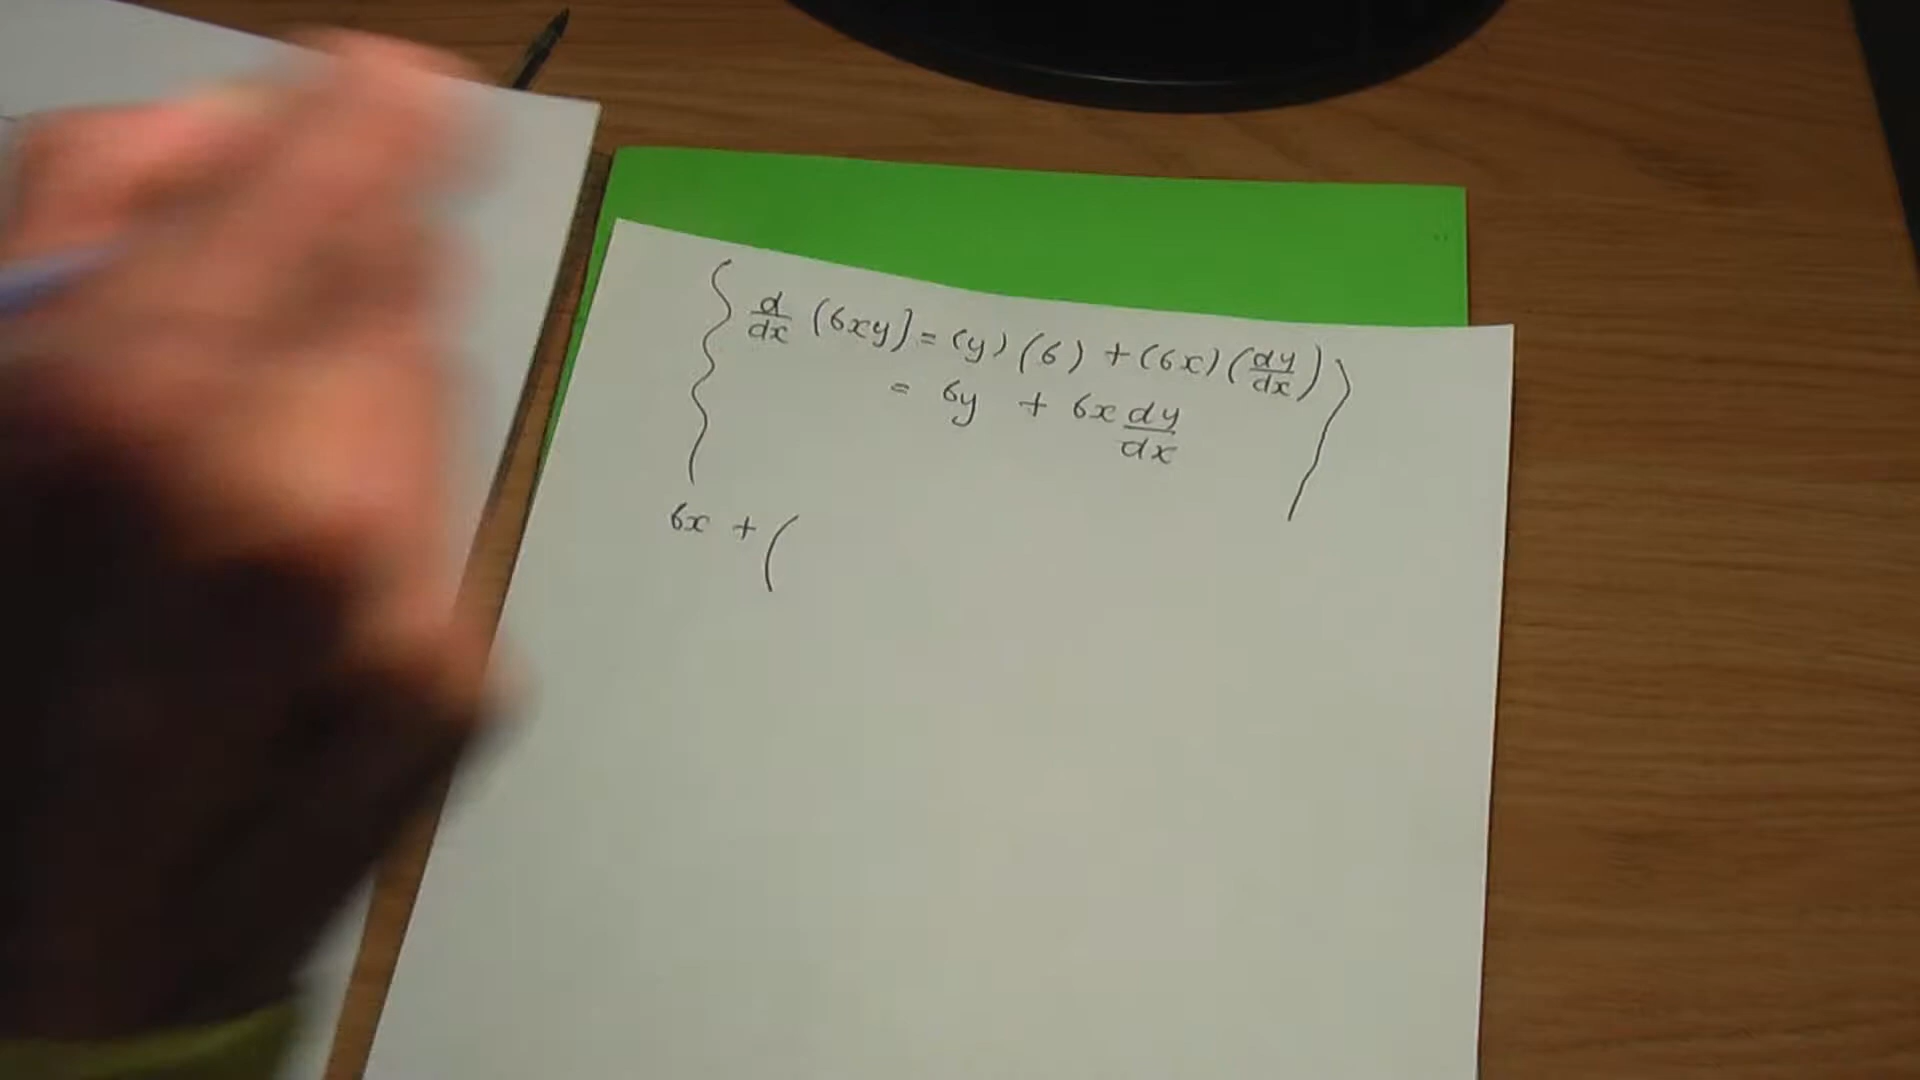 d/dx (6xy] = (y)(6) + (6x)(dy/dx)
= 6y + 6x dy/dx
6x + (